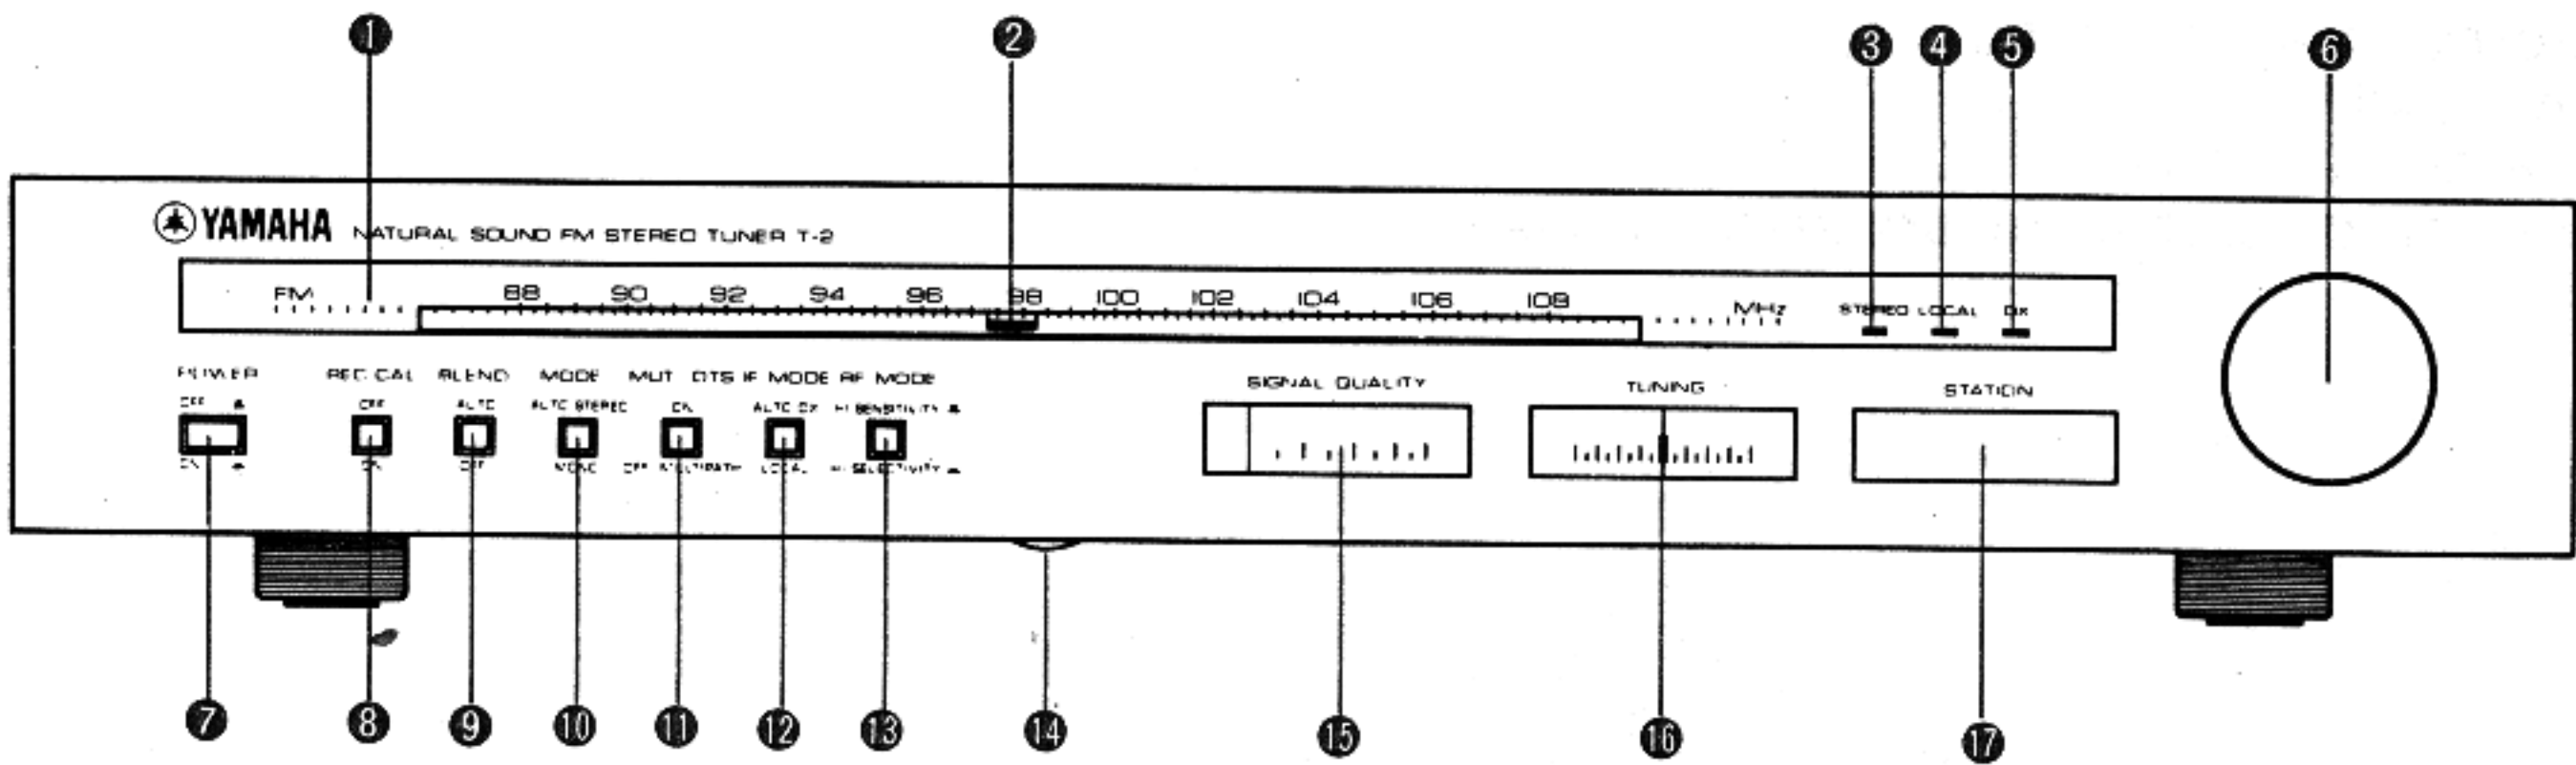 1 2 3 4 5 6
YAMAHA NATURAL SOUND FM STEREO TUNER T-2
FM 88 90 92 94 96 98 100 102 104 106 108 MHz STEREO LOCAL DX
POWER REC CAL BLEND MODE MUT OTS IF MODE RF MODE SIGNAL QUALITY TUNING STATION
OFF OFF AUTO AUTO STEREO ON AUTO DX HI SENSITIVITY
ON ON OFF MONO OFF MULTIPATH LOCAL HI SELECTIVITY
7 8 9 10 11 12 13 14 15 16 17